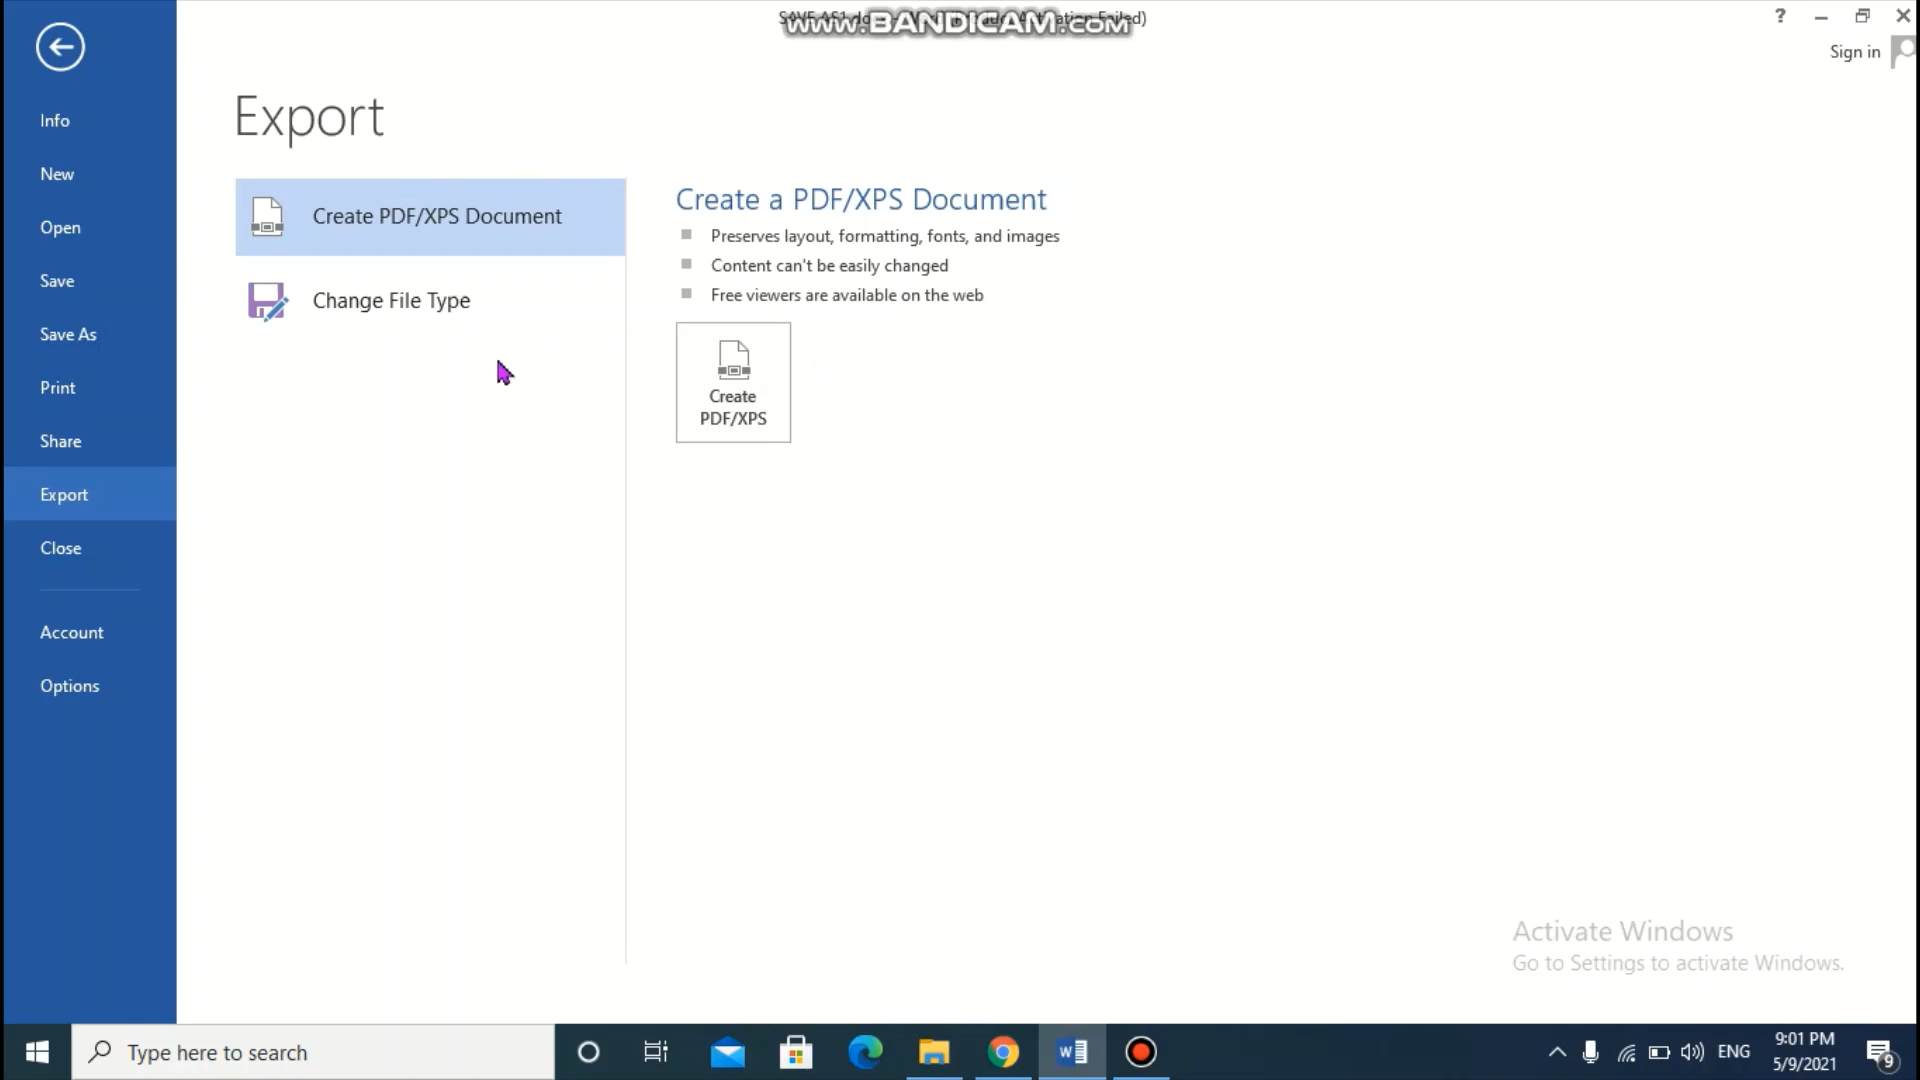 www.BANDICAM.com
Sign in
Info
New
Open
Save
Save As
Print
Share
Export
Close
Account
Options
Export
Create PDF/XPS Document
Change File Type
Create a PDF/XPS Document
Preserves layout, formatting, fonts, and images
Content can't be easily changed
Free viewers are available on the web
Create
PDF/XPS
Activate Windows
Go to Settings to activate Windows.
Type here to search
ENG
9:01 PM
5/9/2021
9